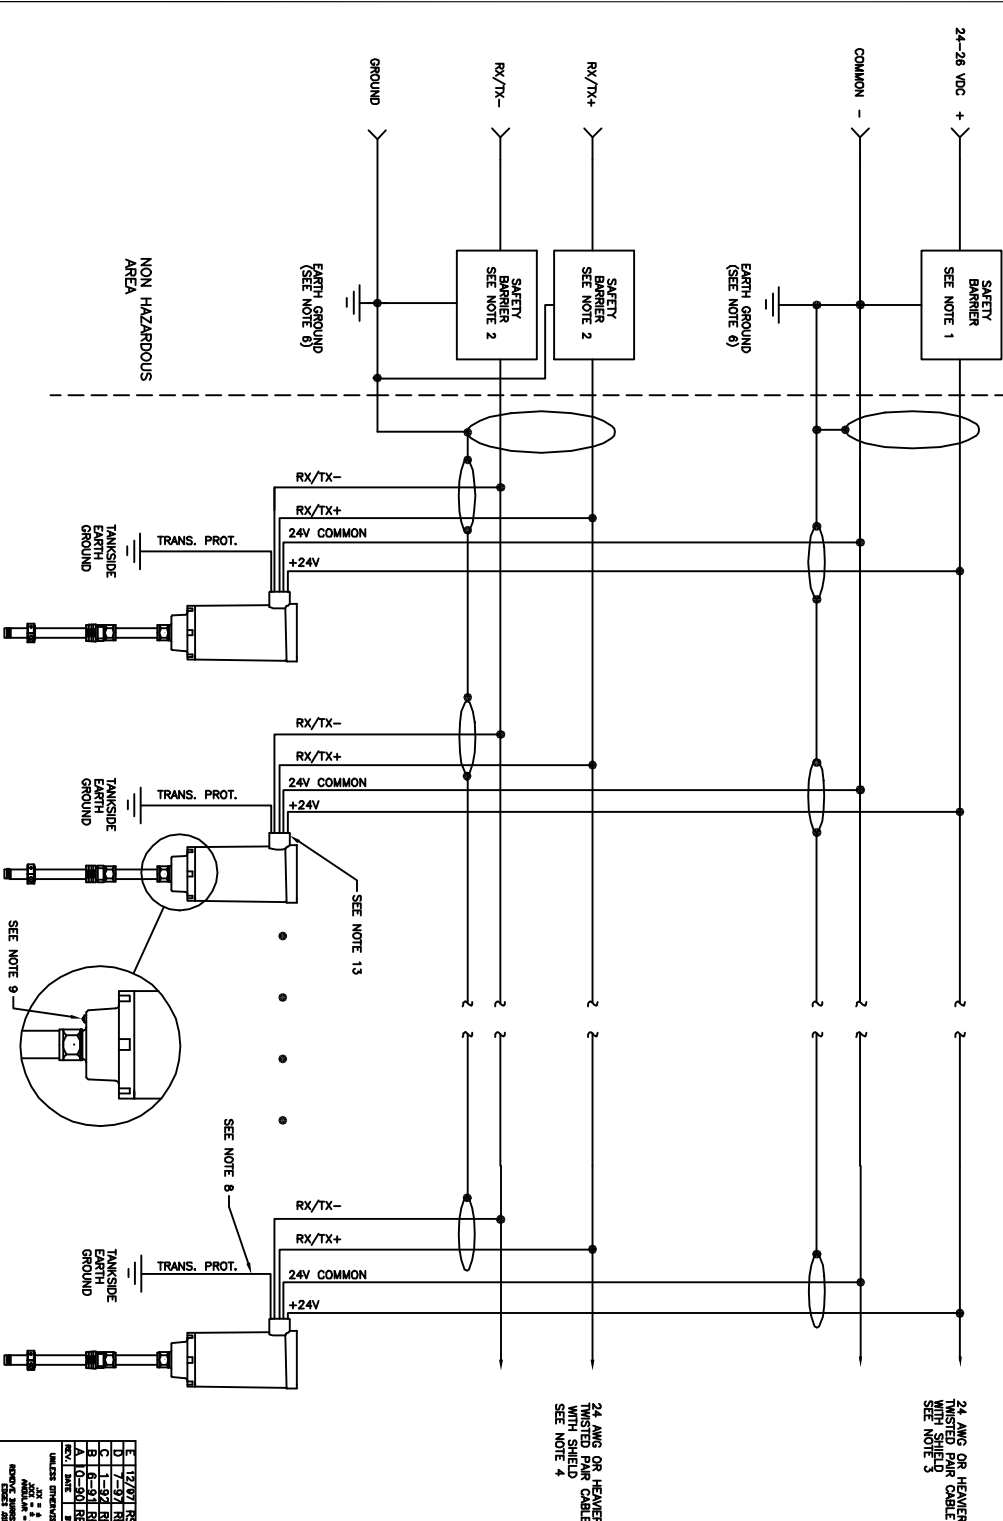 24-26 VDC +
COMMON -
RX/TX+
RX/TX-
GROUND
SAFETY
BARRIER
SEE NOTE 1
SAFETY
BARRIER
SEE NOTE 2
SAFETY
BARRIER
SEE NOTE 2
EARTH GROUND
(SEE NOTE 6)
EARTH GROUND
(SEE NOTE 6)
NON HAZARDOUS
AREA
RX/TX-
RX/TX+
24V COMMON
+24V
TRANS. PROT.
TANKSIDE
EARTH
GROUND
RX/TX-
RX/TX+
24V COMMON
+24V
TRANS. PROT.
TANKSIDE
EARTH
GROUND
SEE NOTE 13
SEE NOTE 9
SEE NOTE 8
RX/TX-
RX/TX+
24V COMMON
+24V
TRANS. PROT.
TANKSIDE
EARTH
GROUND
24 AWG OR HEAVIER
TWISTED PAIR CABLE
WITH SHIELD
SEE NOTE 3
24 AWG OR HEAVIER
TWISTED PAIR CABLE
WITH SHIELD
SEE NOTE 4
E 12/97
D 7-97
C 1-92
B 6-91
A 10-90
REV. DATE